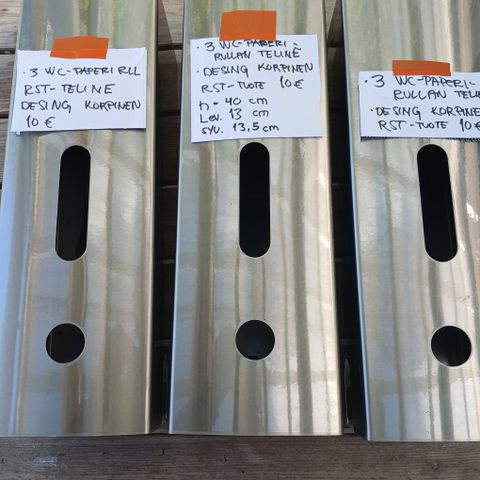 · 3 WC-PAPERI RLL
RST-TELINE
DESING KORPINEN
10 €
· 3 WC-PAPERI-
RULLAN TELINE
· DESING KORPINEN
RST-TUOTE 10€
h = 40 cm
Lev. 13 cm
syv. 13,5 cm
· 3 WC-PAPERI-
RULLAN TELINE
· DESING KORPINE
RST-TUOTE 10€